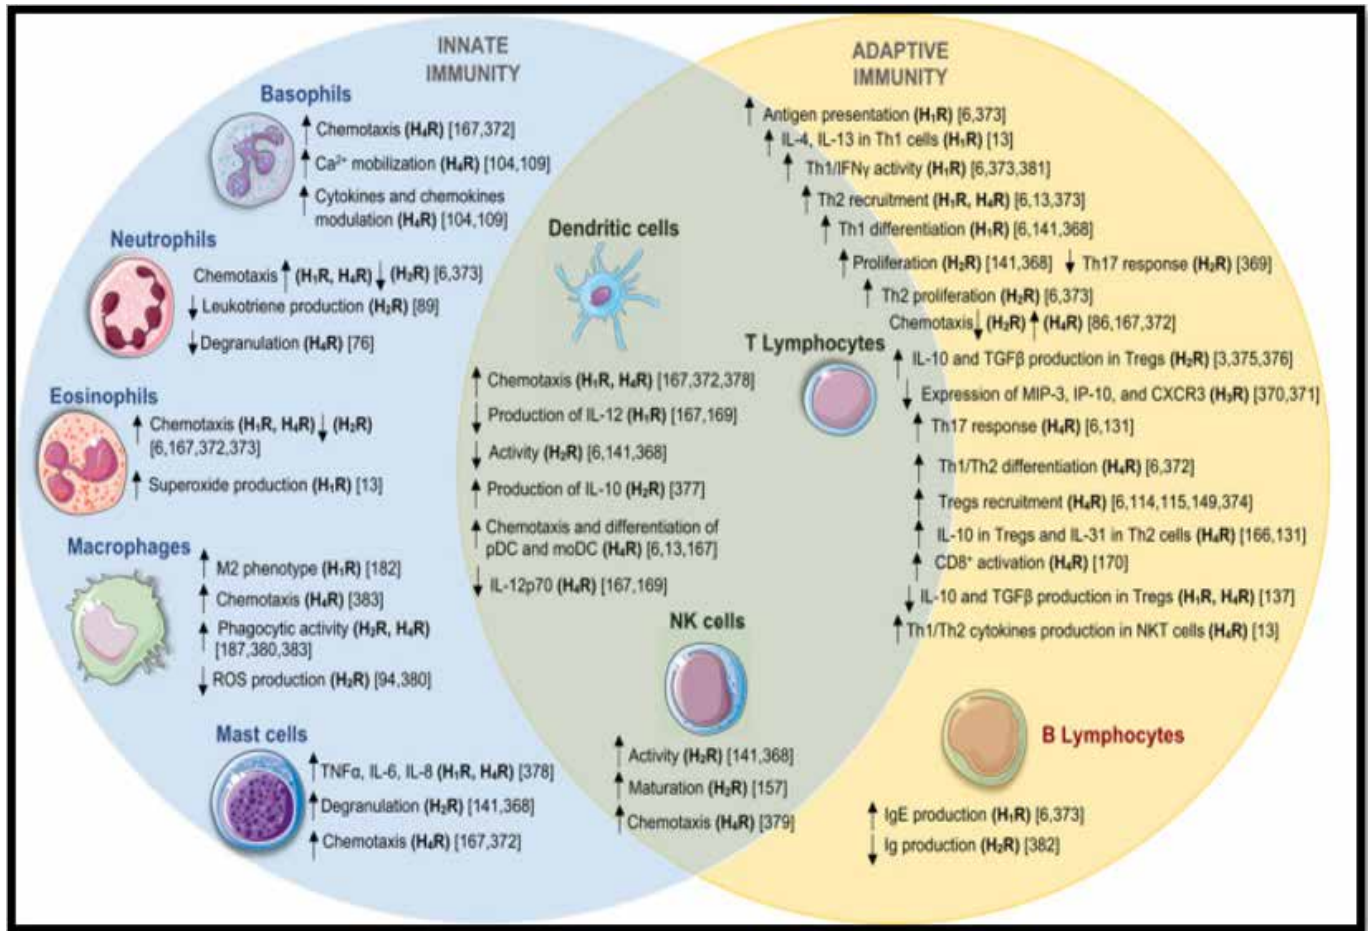 INNATE
IMMUNITY
Basophils
↑ Chemotaxis (H₄R) [167,372]
↑ Ca²⁺ mobilization (H₄R) [104,109]
↑ Cytokines and chemokines
modulation (H₄R) [104,109]
Neutrophils
Chemotaxis ↑ (H₁R, H₄R) ↓ (H₂R) [6,373]
↓ Leukotriene production (H₂R) [89]
↓ Degranulation (H₄R) [76]
Eosinophils
↑ Chemotaxis (H₁R, H₄R) ↓ (H₂R)
[6,167,372,373]
↑ Superoxide production (H₁R) [13]
Macrophages
↑ M2 phenotype (H₁R) [182]
↑ Chemotaxis (H₄R) [383]
↑ Phagocytic activity (H₂R, H₄R)
[187,380,383]
↓ ROS production (H₂R) [94,380]
Mast cells
↑ TNFα, IL-6, IL-8 (H₁R, H₄R) [378]
↑ Degranulation (H₂R) [141,368]
↑ Chemotaxis (H₄R) [167,372]
Dendritic cells
↑ Chemotaxis (H₁R, H₄R) [167,372,378]
↓ Production of IL-12 (H₁R) [167,169]
↓ Activity (H₂R) [6,141,368]
↑ Production of IL-10 (H₂R) [377]
↑ Chemotaxis and differentiation of
pDC and moDC (H₄R) [6,13,167]
↓ IL-12p70 (H₄R) [167,169]
NK cells
↑ Activity (H₂R) [141,368]
↑ Maturation (H₂R) [157]
↑ Chemotaxis (H₄R) [379]
ADAPTIVE
IMMUNITY
↑ Antigen presentation (H₁R) [6,373]
↑ IL-4, IL-13 in Th1 cells (H₁R) [13]
↑ Th1/IFNγ activity (H₁R) [6,373,381]
↑ Th2 recruitment (H₁R, H₄R) [6,13,373]
↑ Th1 differentiation (H₁R) [6,141,368]
↑ Proliferation (H₂R) [141,368] ↓ Th17 response (H₂R) [369]
↑ Th2 proliferation (H₂R) [6,373]
Chemotaxis ↓ (H₂R) ↑ (H₄R) [86,167,372]
T Lymphocytes
↑ IL-10 and TGFβ production in Tregs (H₂R) [3,375,376]
↓ Expression of MIP-3, IP-10, and CXCR3 (H₃R) [370,371]
↑ Th17 response (H₄R) [6,131]
↑ Th1/Th2 differentiation (H₄R) [6,372]
↑ Tregs recruitment (H₄R) [6,114,115,149,374]
↑ IL-10 in Tregs and IL-31 in Th2 cells (H₄R) [166,131]
↑ CD8⁺ activation (H₄R) [170]
↓ IL-10 and TGFβ production in Tregs (H₁R, H₄R) [137]
↑ Th1/Th2 cytokines production in NKT cells (H₄R) [13]
B Lymphocytes
↑ IgE production (H₁R) [6,373]
↓ Ig production (H₂R) [382]